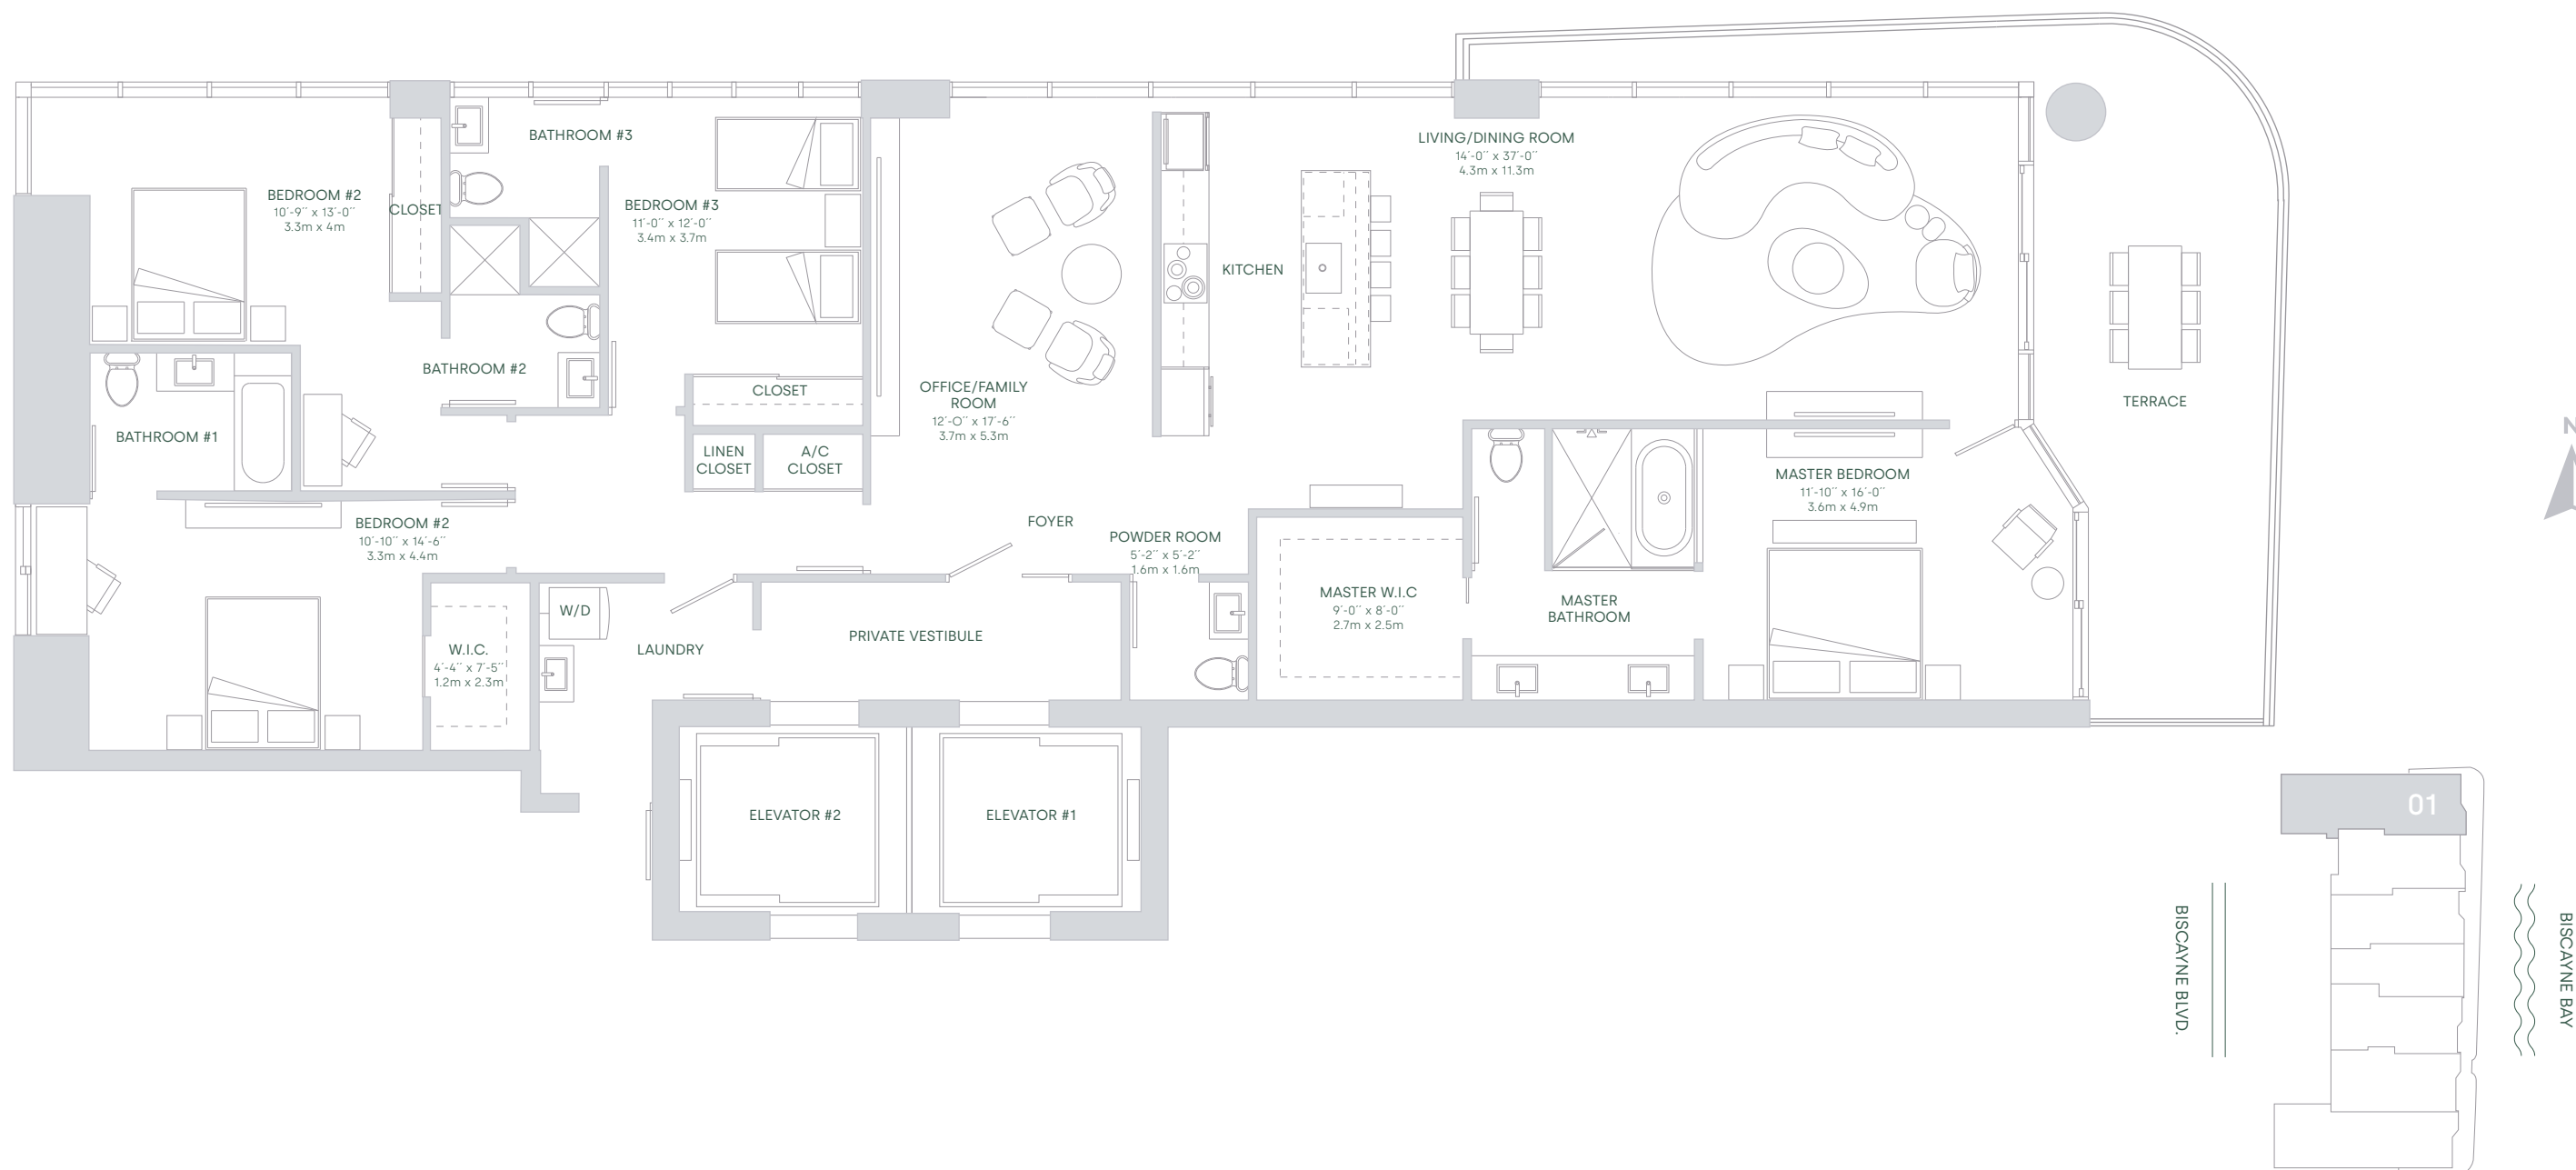 BATHROOM #3
BEDROOM #2
10´-9´´ x 13´-0´´
3.3m x 4m
CLOSET
BEDROOM #3
11´-0´´ x 12´-0´´
3.4m x 3.7m
LIVING/DINING ROOM
14´-0´´ x 37´-0´´
4.3m x 11.3m
KITCHEN
BATHROOM #2
CLOSET
OFFICE/FAMILY
ROOM
12´-O´´ x 17´-6´´
3.7m x 5.3m
TERRACE
N
BATHROOM #1
LINEN
CLOSET
A/C
CLOSET
MASTER BEDROOM
11´-10´´ x 16´-0´´
3.6m x 4.9m
BEDROOM #2
10´-10´´ x 14´-6´´
3.3m x 4.4m
FOYER
POWDER ROOM
5´-2´´ x 5´-2´´
1.6m x 1.6m
MASTER W.I.C
9´-0´´ x 8´-0´´
2.7m x 2.5m
MASTER
BATHROOM
W/D
LAUNDRY
PRIVATE VESTIBULE
W.I.C.
4´-4´´ x 7´-5´´
1.2m x 2.3m
ELEVATOR #2
ELEVATOR #1
01
BISCAYNE BLVD.
BISCAYNE BAY